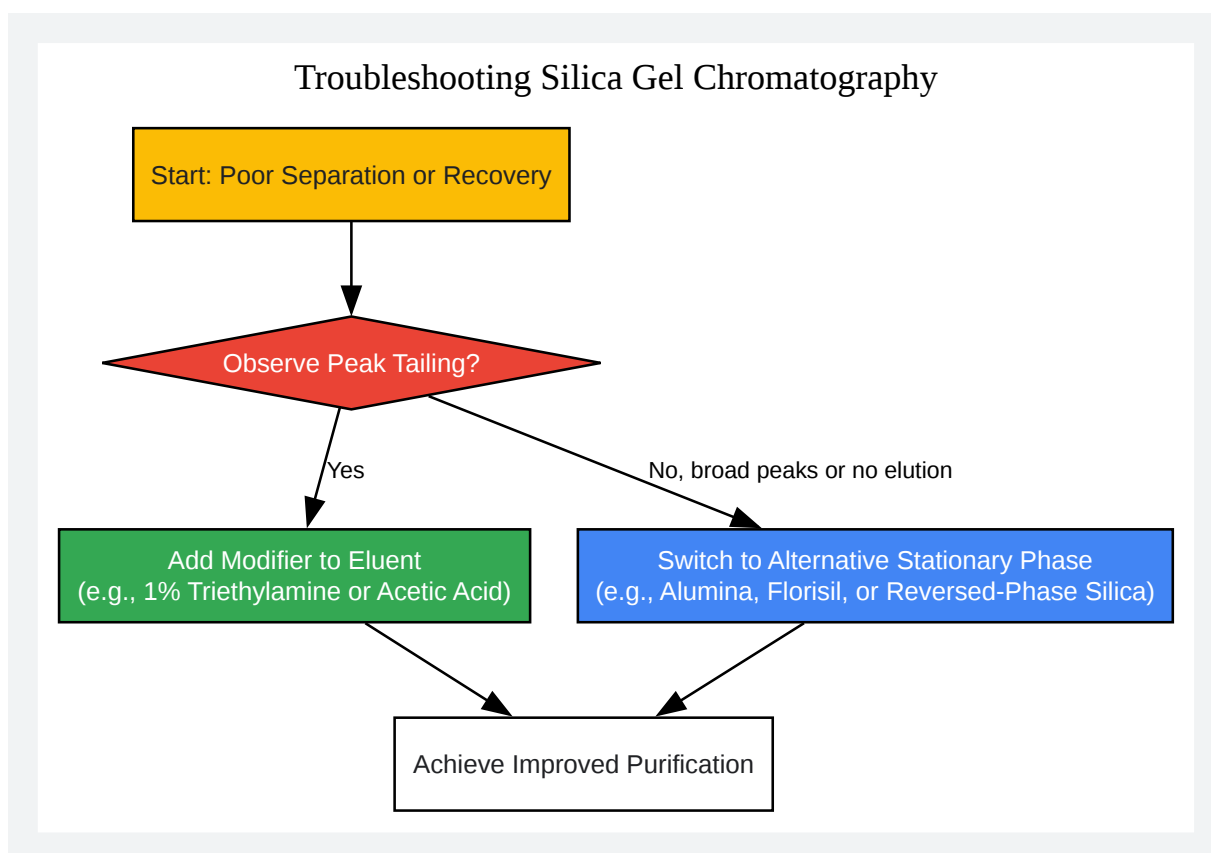 Troubleshooting Silica Gel Chromatography
Start: Poor Separation or Recovery
Observe Peak Tailing?
Yes
No, broad peaks or no elution
Add Modifier to Eluent
(e.g., 1% Triethylamine or Acetic Acid)
Switch to Alternative Stationary Phase
(e.g., Alumina, Florisil, or Reversed-Phase Silica)
Achieve Improved Purification